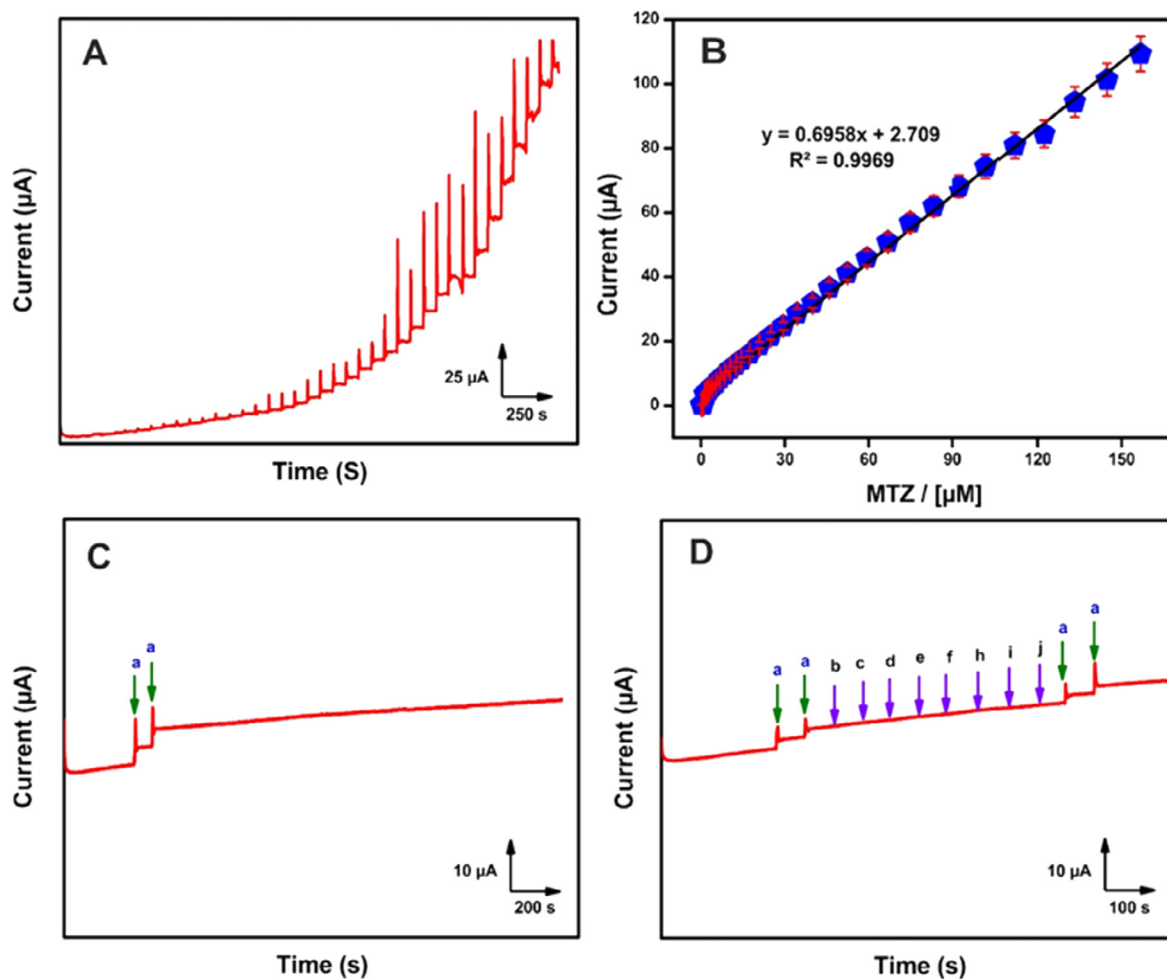 A
Current (µA)
25 µA
250 s
Time (S)
B
Current (µA)
120
100
80
60
40
20
0
y = 0.6958x + 2.709
R² = 0.9969
0 30 60 90 120 150
MTZ / [µM]
C
Current (µA)
a
a
10 µA
200 s
Time (s)
D
Current (µA)
a a b c d e f h i j a a
10 µA
100 s
Time (s)